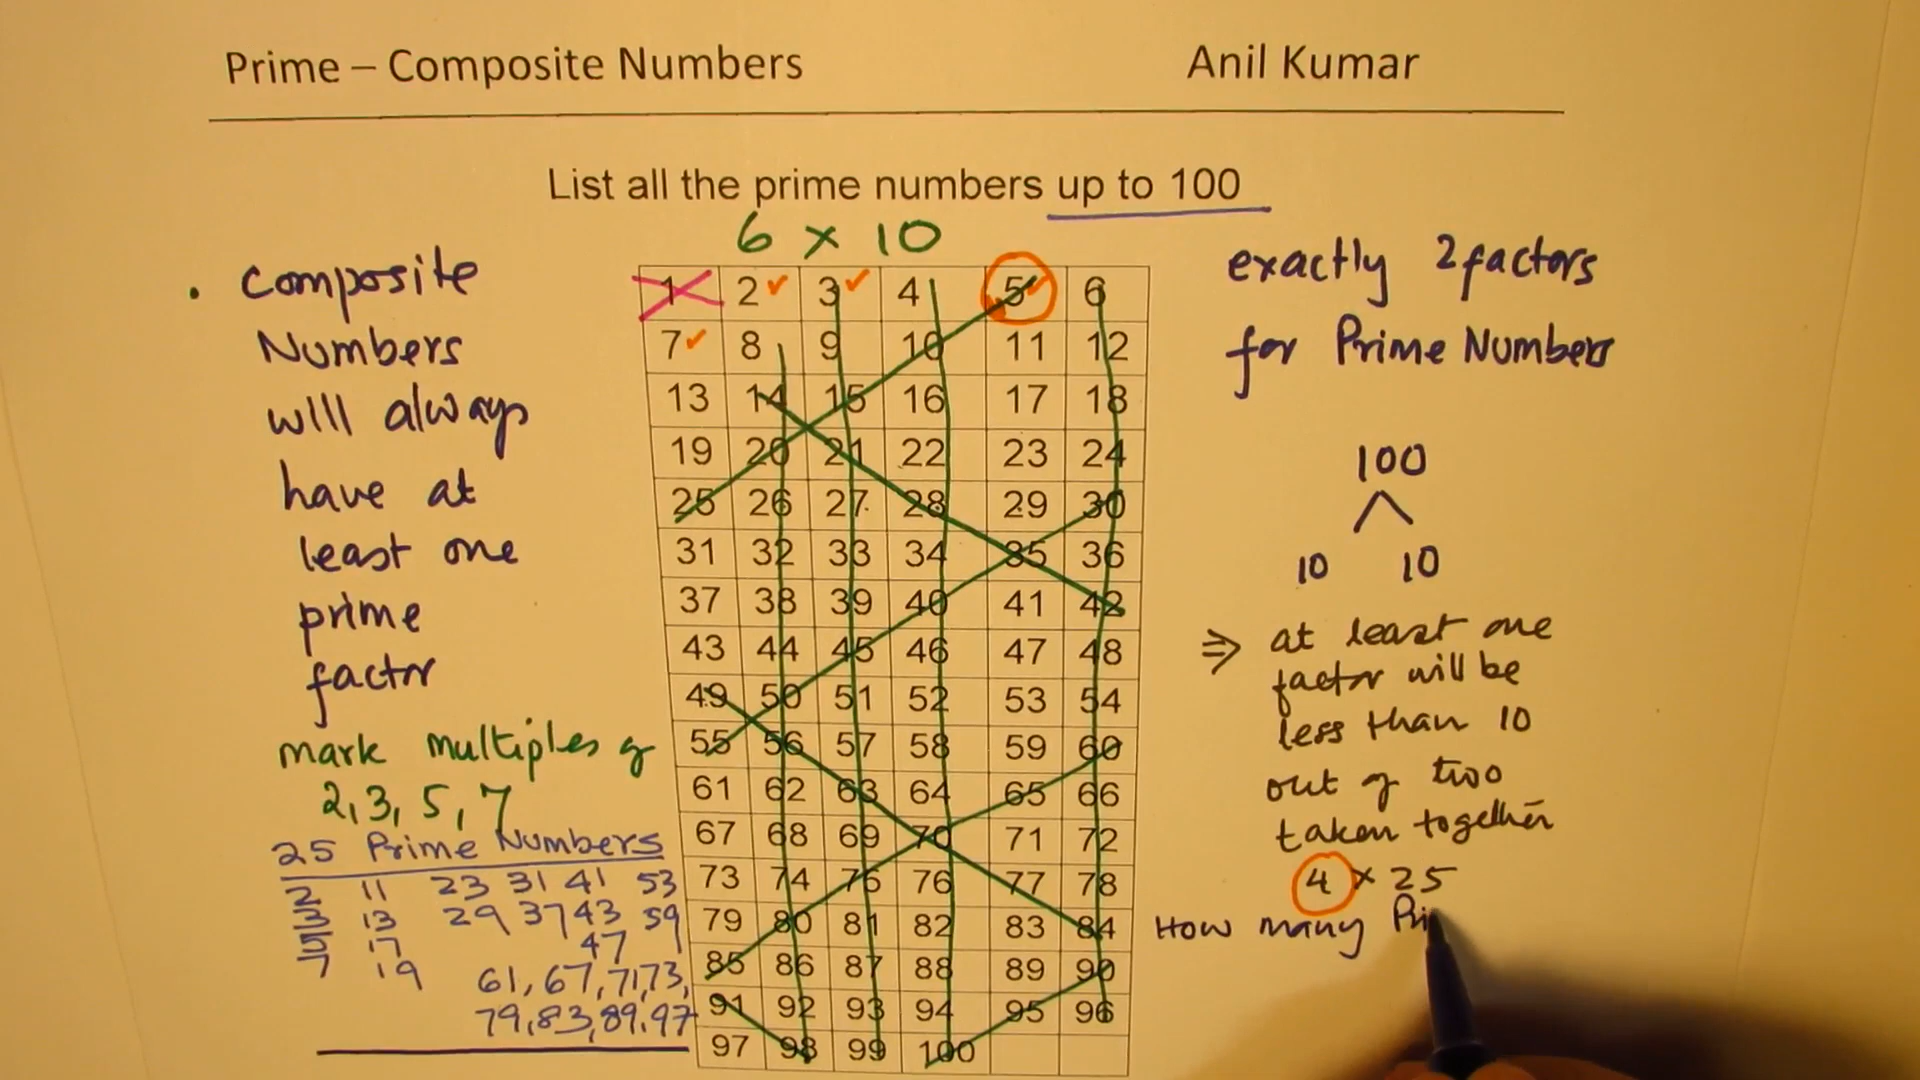 Prime – Composite Numbers Anil Kumar
List all the prime numbers up to 100
6 x 10
. Composite
Numbers
will always
have at
least one
prime
factor
mark multiples of
2, 3, 5, 7
25 Prime Numbers
2 11 23 31 41 53
3 13 29 37 43 59
5 17 47
7 19 61, 67, 71, 73,
79, 83, 89, 97
1 2 3 4 5 6
7 8 9 10 11 12
13 14 15 16 17 18
19 20 21 22 23 24
25 26 27 28 29 30
31 32 33 34 35 36
37 38 39 40 41 42
43 44 45 46 47 48
49 50 51 52 53 54
55 56 57 58 59 60
61 62 63 64 65 66
67 68 69 70 71 72
73 74 75 76 77 78
79 80 81 82 83 84
85 86 87 88 89 90
91 92 93 94 95 96
97 98 99 100
exactly 2 factors
for Prime Numbers
100
10 10
⇒ at least one
factor will be
less than 10
out of two
taken together
4 x 25
How many Pri